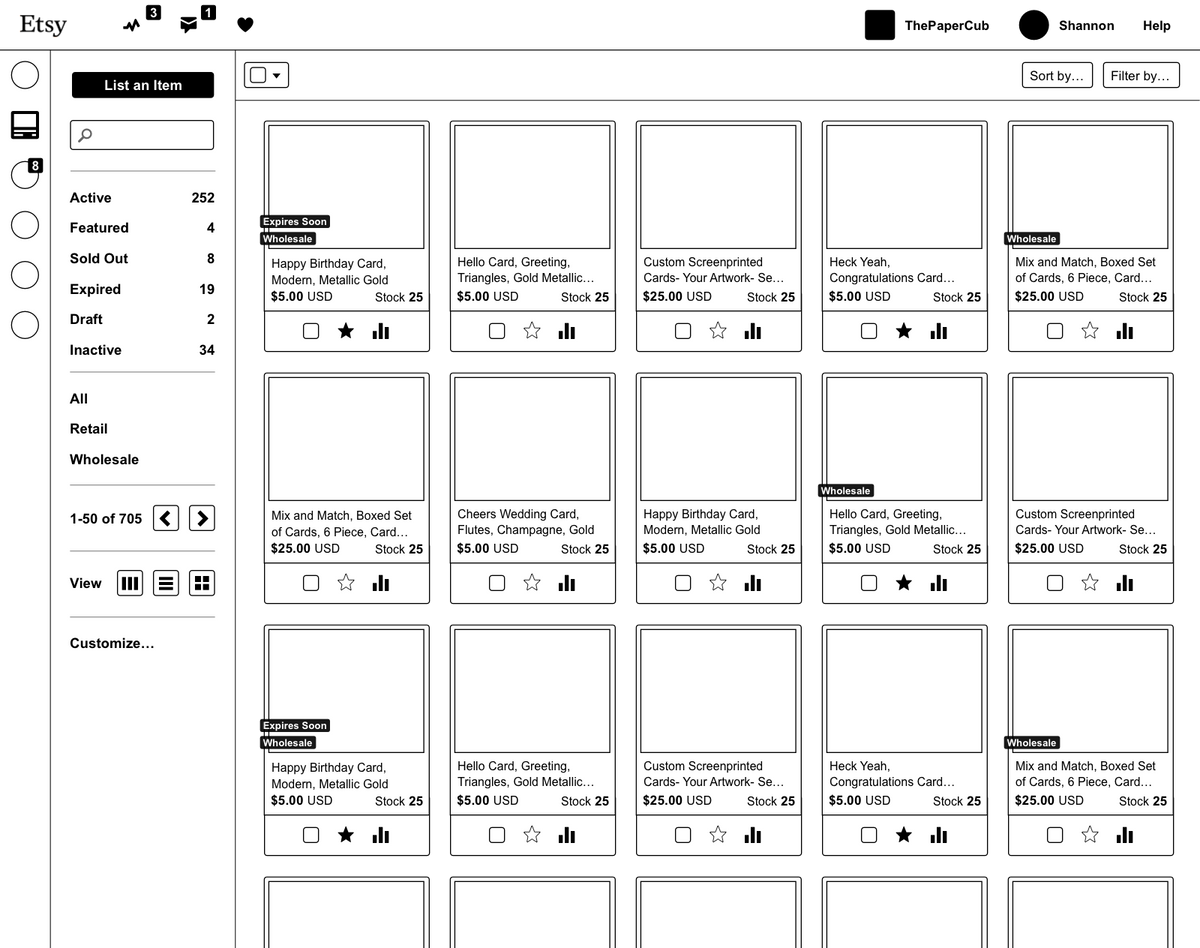 Etsy
3
1
ThePaperCub
Shannon
Help
8
List an Item
Active 252
Featured 4
Sold Out 8
Expired 19
Draft 2
Inactive 34
All
Retail
Wholesale
1-50 of 705
View
Customize…
Sort by…
Filter by…
Expires Soon
Wholesale
Happy Birthday Card,
Modern, Metallic Gold
$5.00 USD Stock 25
Hello Card, Greeting,
Triangles, Gold Metallic…
$5.00 USD Stock 25
Custom Screenprinted
Cards- Your Artwork- Se…
$25.00 USD Stock 25
Heck Yeah,
Congratulations Card…
$5.00 USD Stock 25
Wholesale
Mix and Match, Boxed Set
of Cards, 6 Piece, Card…
$25.00 USD Stock 25
Mix and Match, Boxed Set
of Cards, 6 Piece, Card…
$25.00 USD Stock 25
Cheers Wedding Card,
Flutes, Champagne, Gold
$5.00 USD Stock 25
Happy Birthday Card,
Modern, Metallic Gold
$5.00 USD Stock 25
Wholesale
Hello Card, Greeting,
Triangles, Gold Metallic…
$5.00 USD Stock 25
Custom Screenprinted
Cards- Your Artwork- Se…
$25.00 USD Stock 25
Expires Soon
Wholesale
Happy Birthday Card,
Modern, Metallic Gold
$5.00 USD Stock 25
Hello Card, Greeting,
Triangles, Gold Metallic…
$5.00 USD Stock 25
Custom Screenprinted
Cards- Your Artwork- Se…
$25.00 USD Stock 25
Heck Yeah,
Congratulations Card…
$5.00 USD Stock 25
Wholesale
Mix and Match, Boxed Set
of Cards, 6 Piece, Card…
$25.00 USD Stock 25